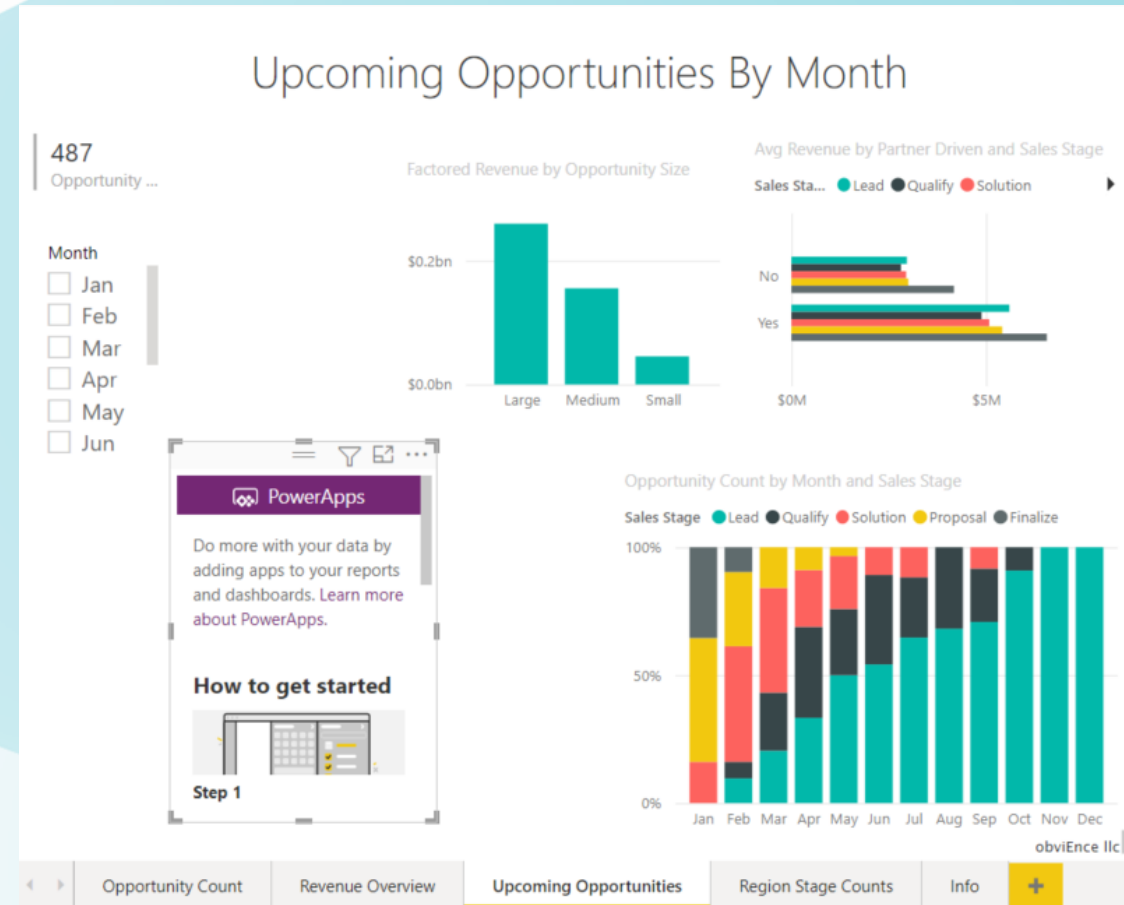 Upcoming Opportunities By Month
487
Opportunity ...
Month
Jan
Feb
Mar
Apr
May
Jun
Factored Revenue by Opportunity Size
$0.2bn
$0.0bn
Large Medium Small
Avg Revenue by Partner Driven and Sales Stage
Sales Sta... Lead Qualify Solution
No
Yes
$0M $5M
PowerApps
Do more with your data by
adding apps to your reports
and dashboards. Learn more
about PowerApps.
How to get started
Step 1
Opportunity Count by Month and Sales Stage
Sales Stage Lead Qualify Solution Proposal Finalize
100%
50%
0%
Jan Feb Mar Apr May Jun Jul Aug Sep Oct Nov Dec
obviEnce llc
Opportunity Count Revenue Overview Upcoming Opportunities Region Stage Counts Info +